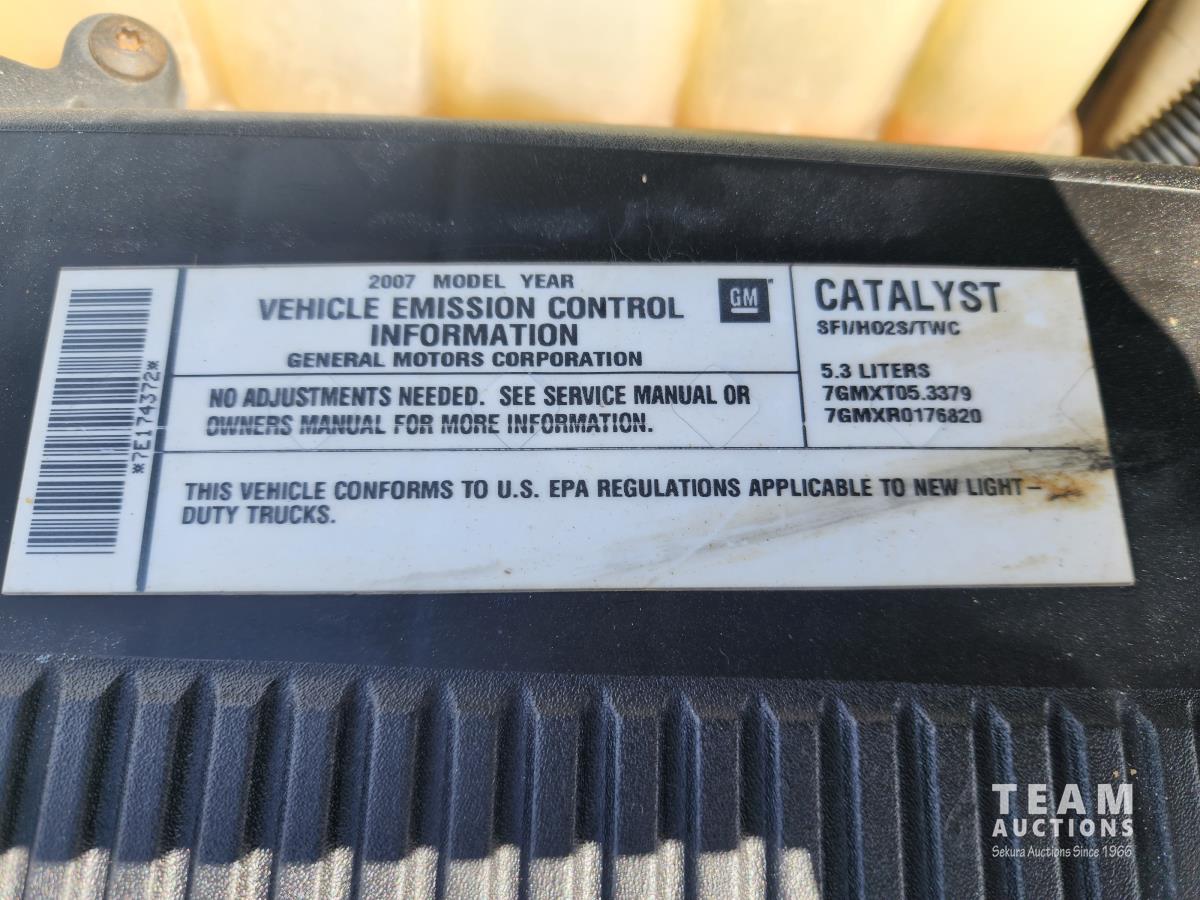 *7E174372*
2007 MODEL YEAR
VEHICLE EMISSION CONTROL
INFORMATION
GENERAL MOTORS CORPORATION
GM
NO ADJUSTMENTS NEEDED. SEE SERVICE MANUAL OR
OWNERS MANUAL FOR MORE INFORMATION.
CATALYST
SFI/HO2S/TWC
5.3 LITERS
7GMXT05.3379
7GMXR0176820
THIS VEHICLE CONFORMS TO U.S. EPA REGULATIONS APPLICABLE TO NEW LIGHT-
DUTY TRUCKS.
TEAM
AUCTIONS
Sekura Auctions Since 1966